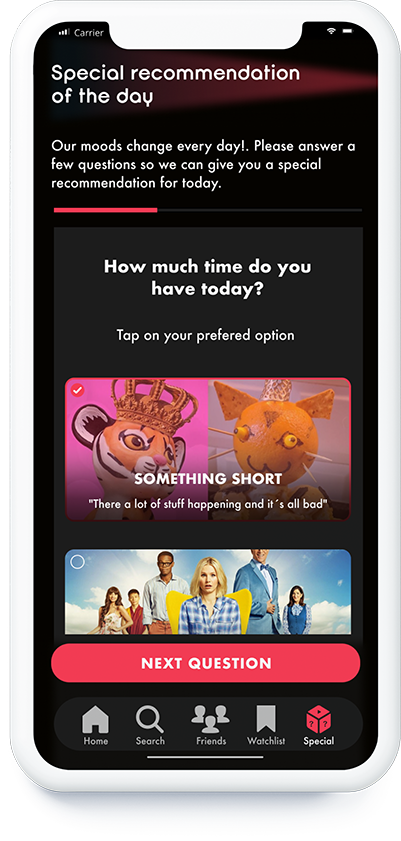 Carrier
Special recommendation
of the day
Our moods change every day!. Please answer a
few questions so we can give you a special
recommendation for today.
How much time do you
have today?
Tap on your prefered option
SOMETHING SHORT
"There a lot of stuff happening and it´s all bad"
NEXT QUESTION
Home Search Friends Watchlist Special